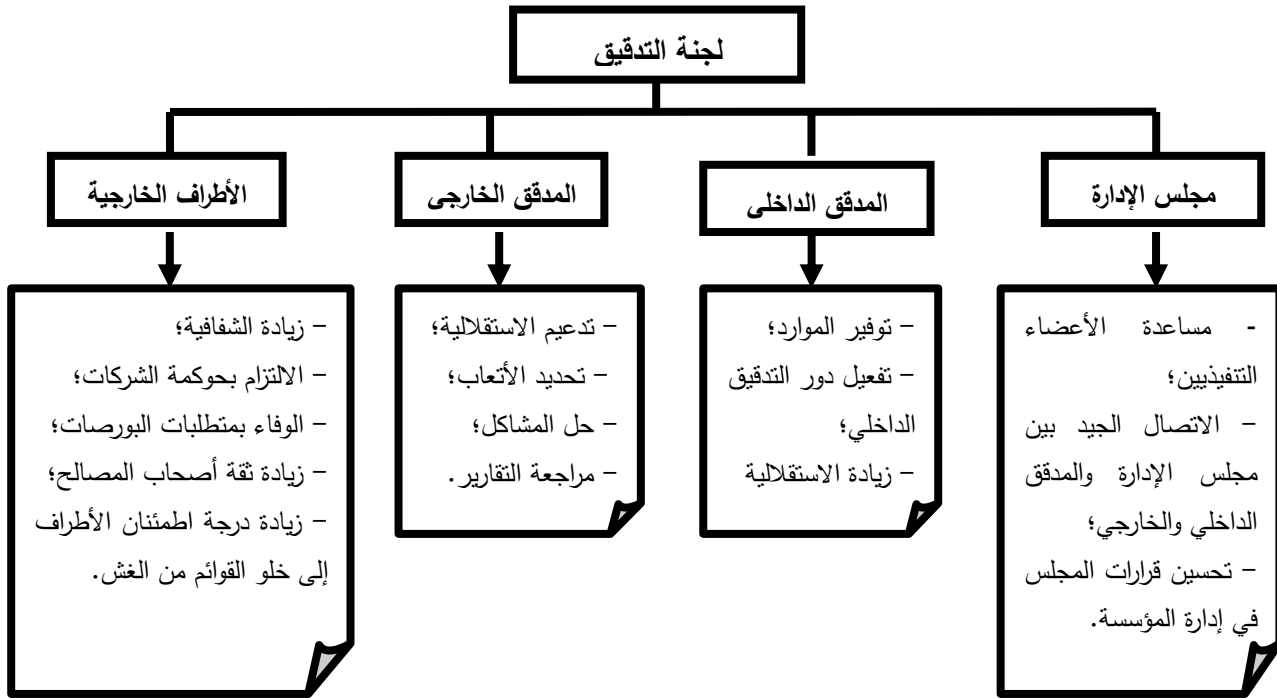 لجنة التدقيق
مجلس الإدارة
المدقق الداخلى
المدقق الخارجى
الأطراف الخارجية
- مساعدة الأعضاء
التنفيذيين؛
- الاتصال الجيد بين
مجلس الإدارة والمدقق
الداخلي والخارجي؛
- تحسين قرارات المجلس
في إدارة المؤسسة.
- توفير الموارد؛
- تفعيل دور التدقيق
الداخلي؛
- زيادة الاستقلالية
- تدعيم الاستقلالية؛
- تحديد الأتعاب؛
- حل المشاكل؛
- مراجعة التقارير.
- زيادة الشفافية؛
- الالتزام بحوكمة الشركات؛
- الوفاء بمتطلبات البورصات؛
- زيادة ثقة أصحاب المصالح؛
- زيادة درجة اطمئنان الأطراف
إلى خلو القوائم من الغش.